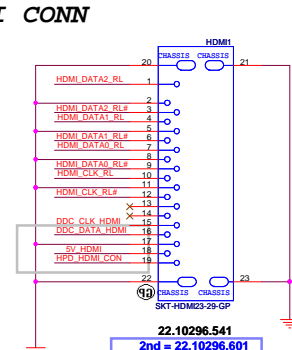 I CONN
HDMI1
CHASSIS CHASSIS
20 21
HDMI_DATA2_RL 1
2
HDMI_DATA2_RL# 3
HDMI_DATA1_RL 4
5
HDMI_DATA1_RL# 6
HDMI_DATA0_RL 7
8
HDMI_DATA0_RL# 9
HDMI_CLK_RL 10
11
HDMI_CLK_RL# 12
13
14
DDC_CLK_HDMI 15
DDC_DATA_HDMI 16
17
5V_HDMI 18
HPD_HDMI_CON 19
22 23
CHASSIS CHASSIS
SKT-HDMI23-29-GP
22.10296.541
2nd = 22.10296.601